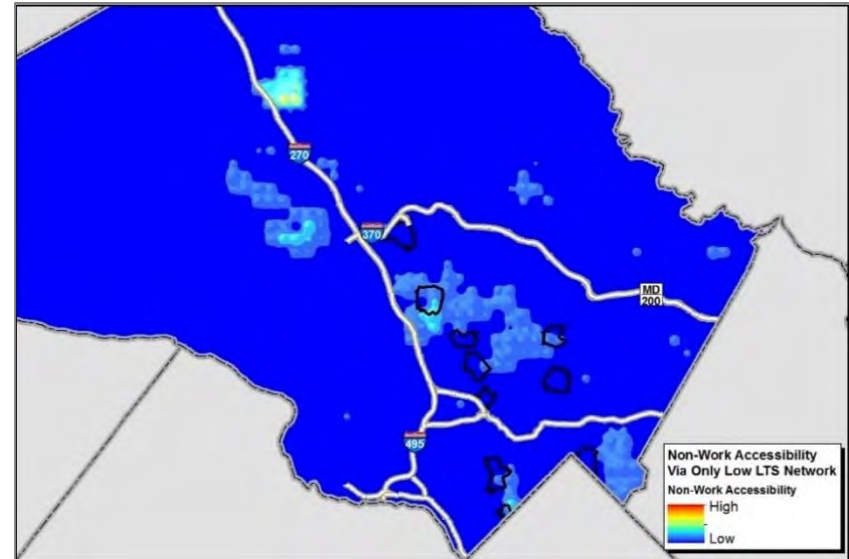 270
370
MD
200
495
Non-Work Accessibility
Via Only Low LTS Network
Non-Work Accessibility
High
Low